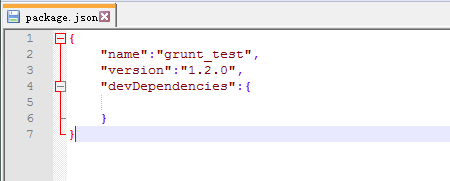 package.json
1 {
2 "name":"grunt_test",
3 "version":"1.2.0",
4 "devDependencies":{
5
6 }
7 }